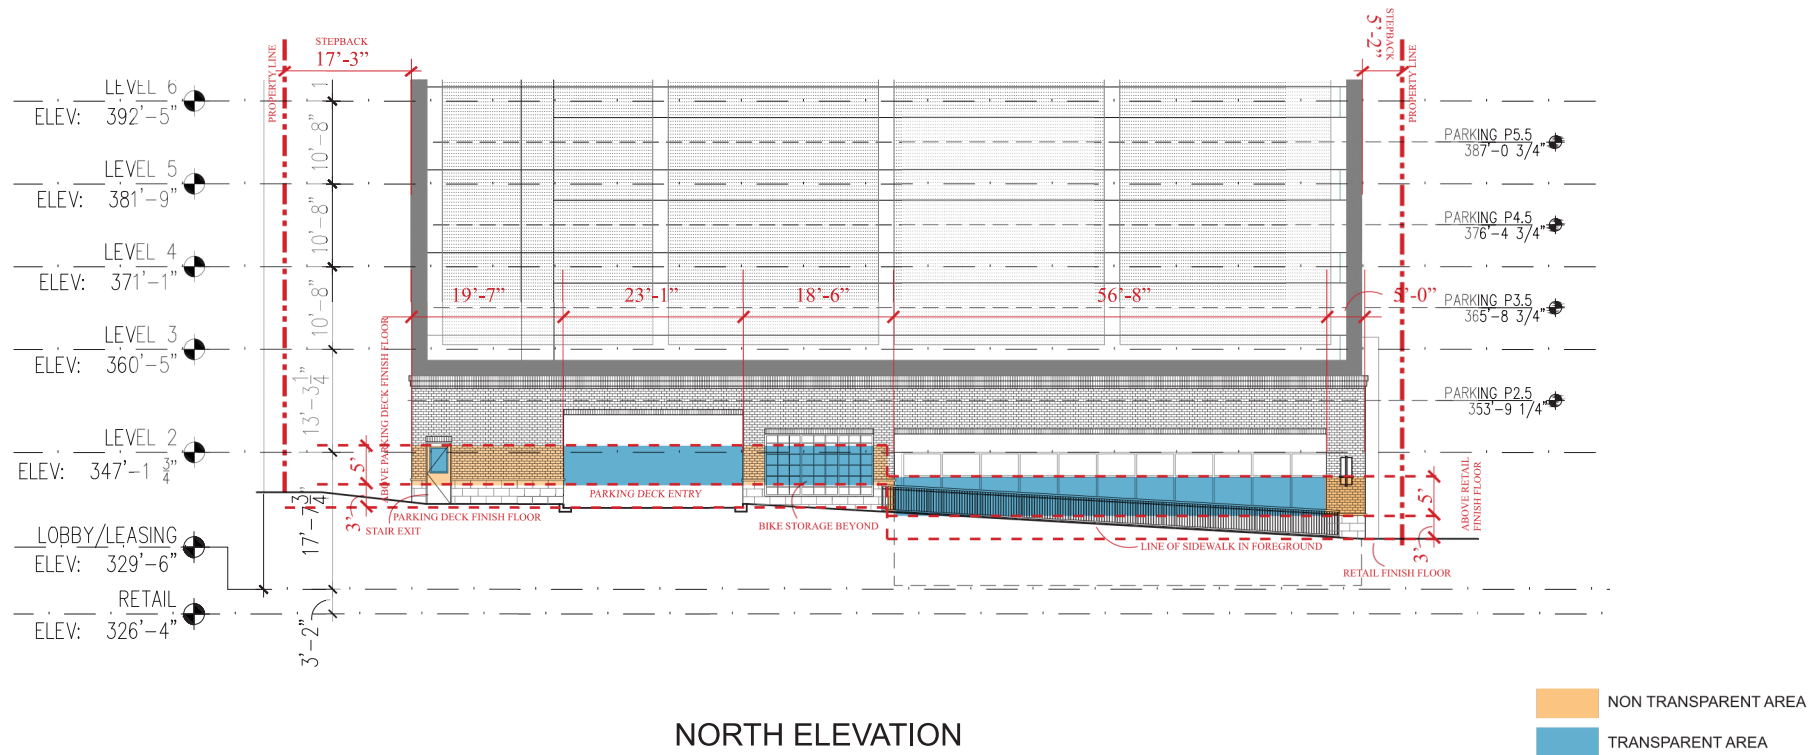 STEPBACK
17'-3"
STEPBACK
5'-2"
PROPERTY LINE
PROPERTY LINE
LEVEL 6
ELEV: 392'-5"
LEVEL 5
ELEV: 381'-9"
LEVEL 4
ELEV: 371'-1"
LEVEL 3
ELEV: 360'-5"
LEVEL 2
ELEV: 347'-1 3/4"
LOBBY/LEASING
ELEV: 329'-6"
RETAIL
ELEV: 326'-4"
1
10'-8"
10'-8"
10'-8"
13'-3 1/4"
17'-7 3/4"
3'-2"
PARKING P5.5
387'-0 3/4"
PARKING P4.5
376'-4 3/4"
PARKING P3.5
365'-8 3/4"
PARKING P2.5
353'-9 1/4"
19'-7"
23'-1"
18'-6"
56'-8"
5'-0"
ABOVE PARKING DECK FINISH FLOOR
5'
3'
PARKING DECK ENTRY
PARKING DECK FINISH FLOOR
STAIR EXIT
BIKE STORAGE BEYOND
LINE OF SIDEWALK IN FOREGROUND
RETAIL FINISH FLOOR
5'
3'
ABOVE RETAIL
FINISH FLOOR
NORTH ELEVATION
NON TRANSPARENT AREA
TRANSPARENT AREA